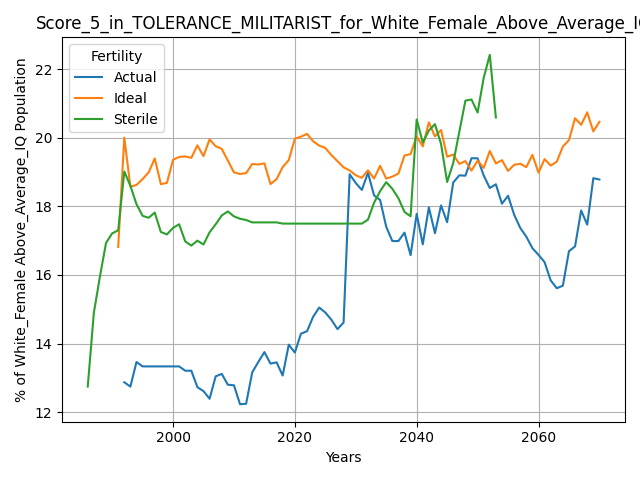 Score_5_in_TOLERANCE_MILITARIST_for_White_Female_Above_Average_IQ
Fertility
Actual
Ideal
Sterile
% of White_Female Above_Average_IQ Population
22
20
18
16
14
12
2000
2020
2040
2060
Years